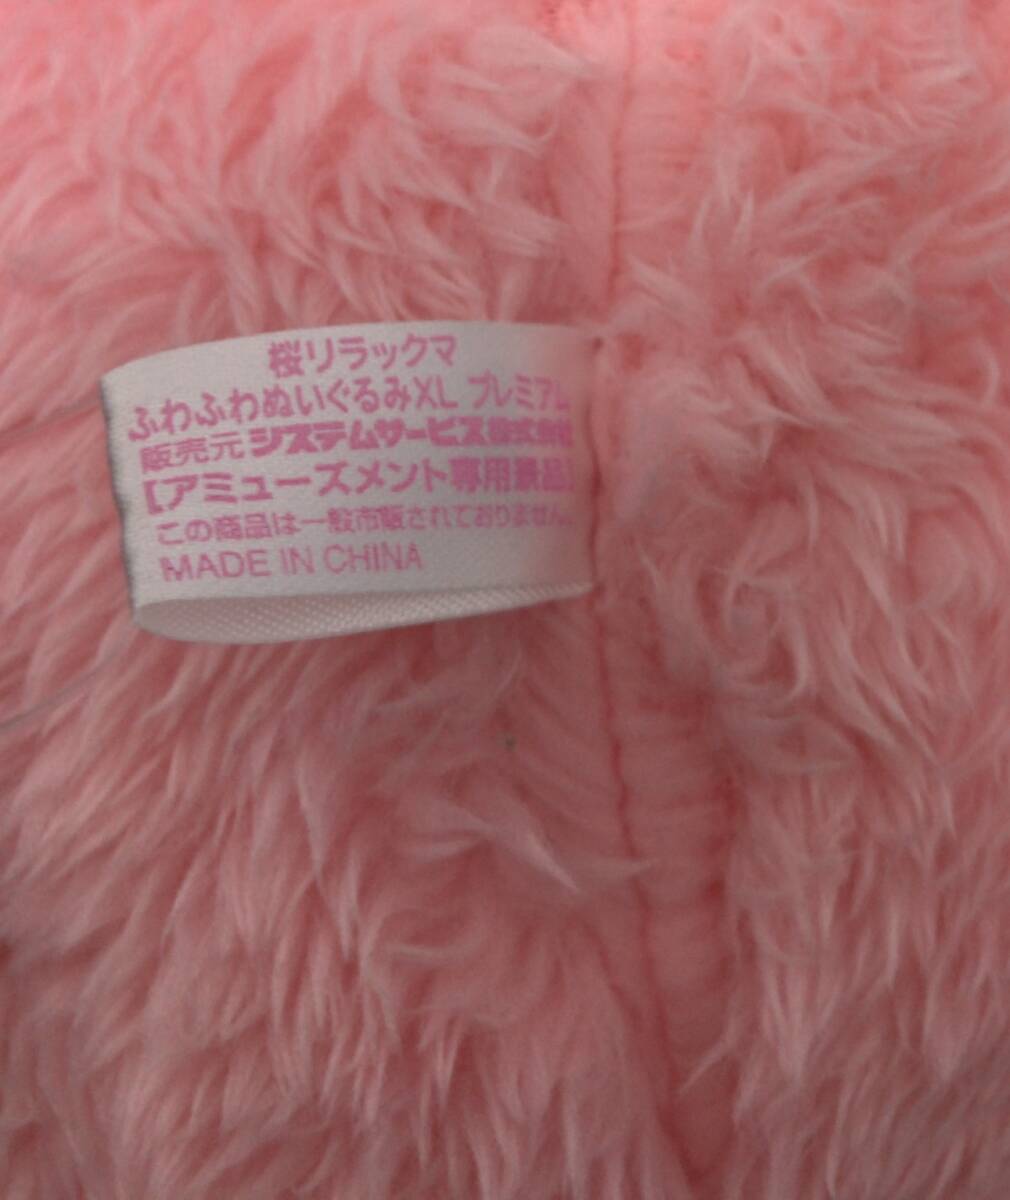 桜リラックマ
ふわふわぬいぐるみXL プレミアム
販売元 システムサービス株式会社
【アミューズメント専用景品】
この商品は一般市販されておりません。
MADE IN CHINA